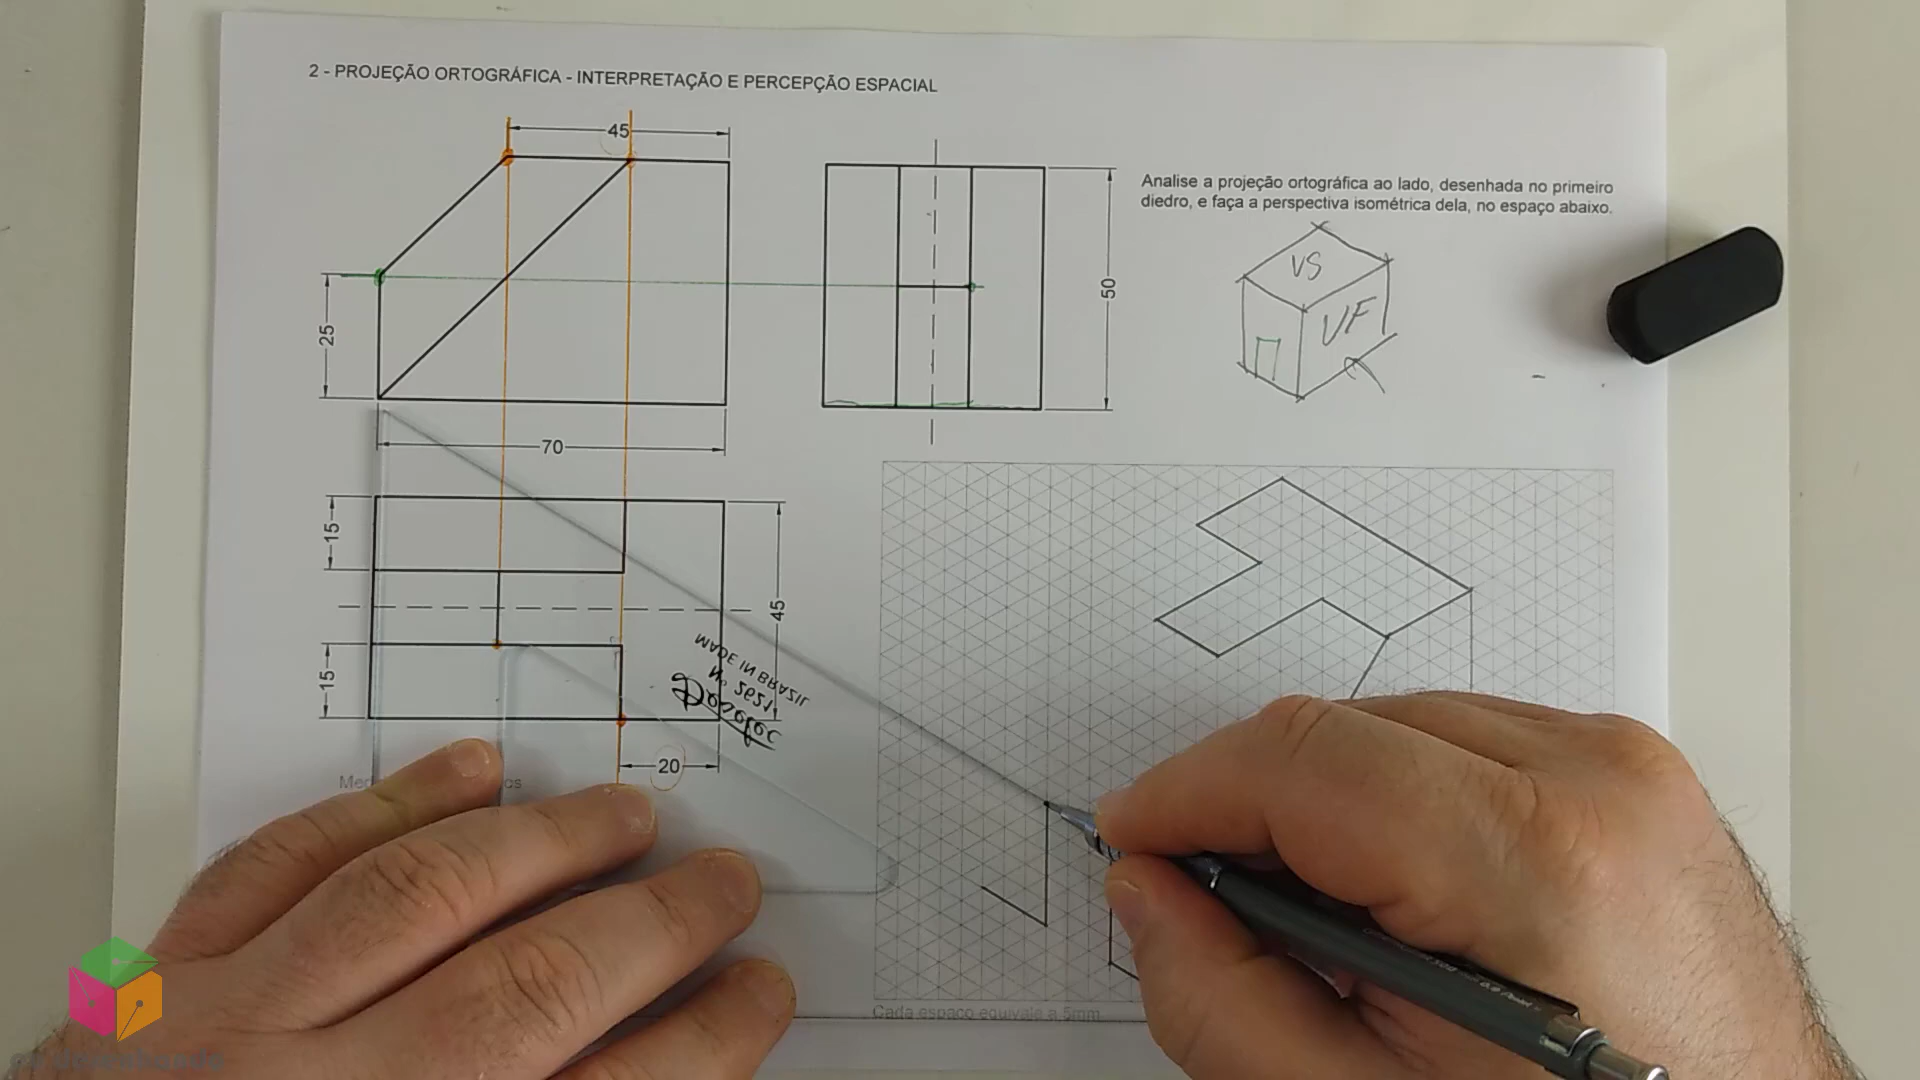 2 - PROJEÇÃO ORTOGRÁFICA - INTERPRETAÇÃO E PERCEPÇÃO ESPACIAL
45
25
70
50
Analise a projeção ortográfica ao lado, desenhada no primeiro
diedro, e faça a perspectiva isométrica dela, no espaço abaixo.
VS
VF
15
15
45
20
MADE IN BRAZIL
N. 2621
Desetec
Cada espaço equivale a 5mm